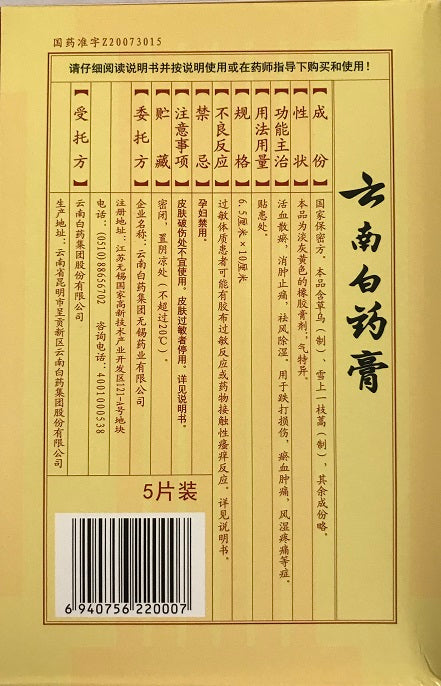 国药准字Z20073015
请仔细阅读说明书并按说明使用或在药师指导下购买和使用！
云南白药膏
【成份】国家保密方。本品含草乌（制）、雪上一枝蒿（制），其余成份略。
【性状】本品为淡灰黄色的橡胶膏剂；气特异。
【功能主治】活血散瘀，消肿止痛，祛风除湿。用于跌打损伤，瘀血肿痛，风湿疼痛等症。
【用法用量】贴患处。
【规格】6.5厘米×10厘米
【不良反应】过敏体质患者可能有胶布过敏反应或药物接触性瘙痒反应。详见说明书。
【禁忌】孕妇禁用。
【注意事项】皮肤破伤处不宜使用。皮肤过敏者停用。详见说明书。
【贮藏】密闭，置阴凉处（不超过20℃）。
【委托方】企业名称：云南白药集团无锡药业有限公司
注册地址：江苏无锡国家高新技术产业开发区121-A号地块
电话：(0510)88656702 咨询电话：4001000538
【受托方】云南白药集团股份有限公司
生产地址：云南省昆明市呈贡新区云南白药集团股份有限公司
5片装
6 940756 220007